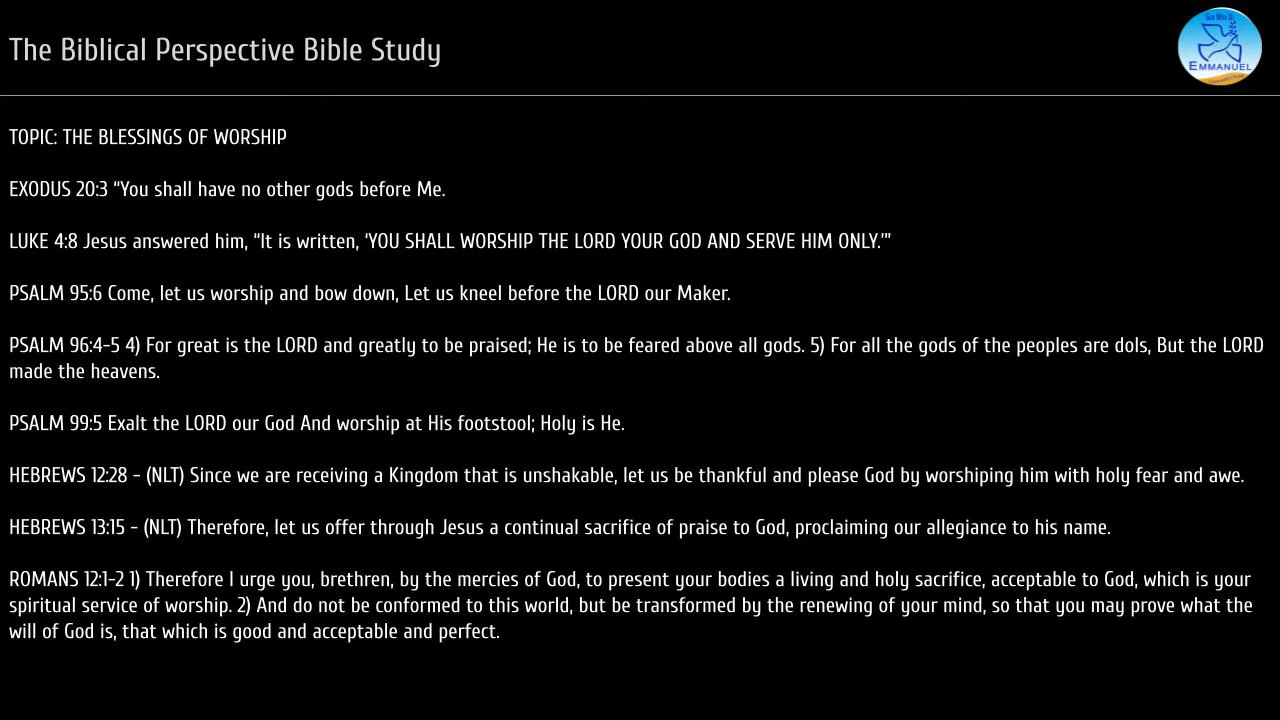 The Biblical Perspective Bible Study
God With Us
EMMANUEL
TOPIC: THE BLESSINGS OF WORSHIP
EXODUS 20:3 “You shall have no other gods before Me.
LUKE 4:8 Jesus answered him, “It is written, ‘YOU SHALL WORSHIP THE LORD YOUR GOD AND SERVE HIM ONLY.’”
PSALM 95:6 Come, let us worship and bow down, Let us kneel before the LORD our Maker.
PSALM 96:4-5 4) For great is the LORD and greatly to be praised; He is to be feared above all gods. 5) For all the gods of the peoples are dols, But the LORD
made the heavens.
PSALM 99:5 Exalt the LORD our God And worship at His footstool; Holy is He.
HEBREWS 12:28 - (NLT) Since we are receiving a Kingdom that is unshakable, let us be thankful and please God by worshiping him with holy fear and awe.
HEBREWS 13:15 - (NLT) Therefore, let us offer through Jesus a continual sacrifice of praise to God, proclaiming our allegiance to his name.
ROMANS 12:1-2 1) Therefore I urge you, brethren, by the mercies of God, to present your bodies a living and holy sacrifice, acceptable to God, which is your
spiritual service of worship. 2) And do not be conformed to this world, but be transformed by the renewing of your mind, so that you may prove what the
will of God is, that which is good and acceptable and perfect.